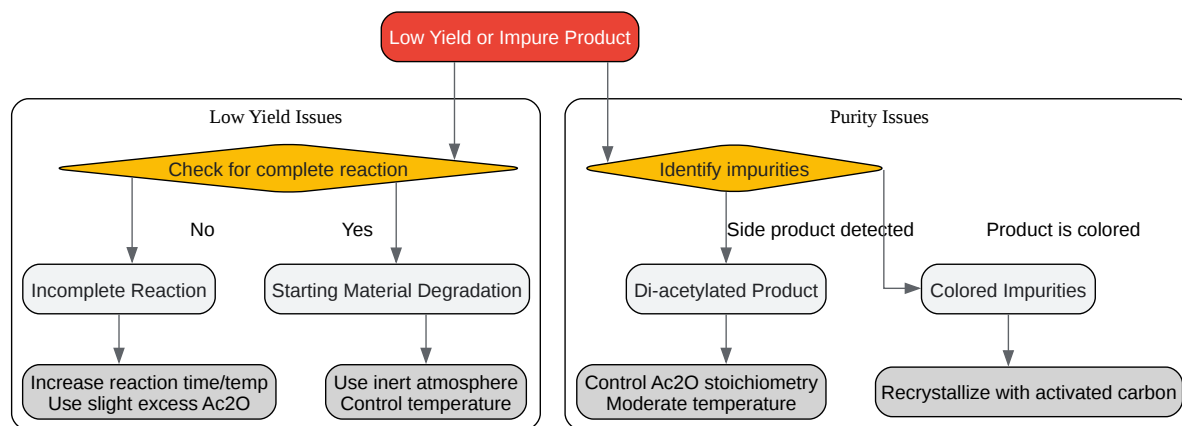 Low Yield or Impure Product
Low Yield Issues
Purity Issues
Check for complete reaction
Identify impurities
No
Yes
Side product detected
Product is colored
Incomplete Reaction
Starting Material Degradation
Di-acetylated Product
Colored Impurities
Increase reaction time/temp
Use slight excess Ac2O
Use inert atmosphere
Control temperature
Control Ac2O stoichiometry
Moderate temperature
Recrystallize with activated carbon